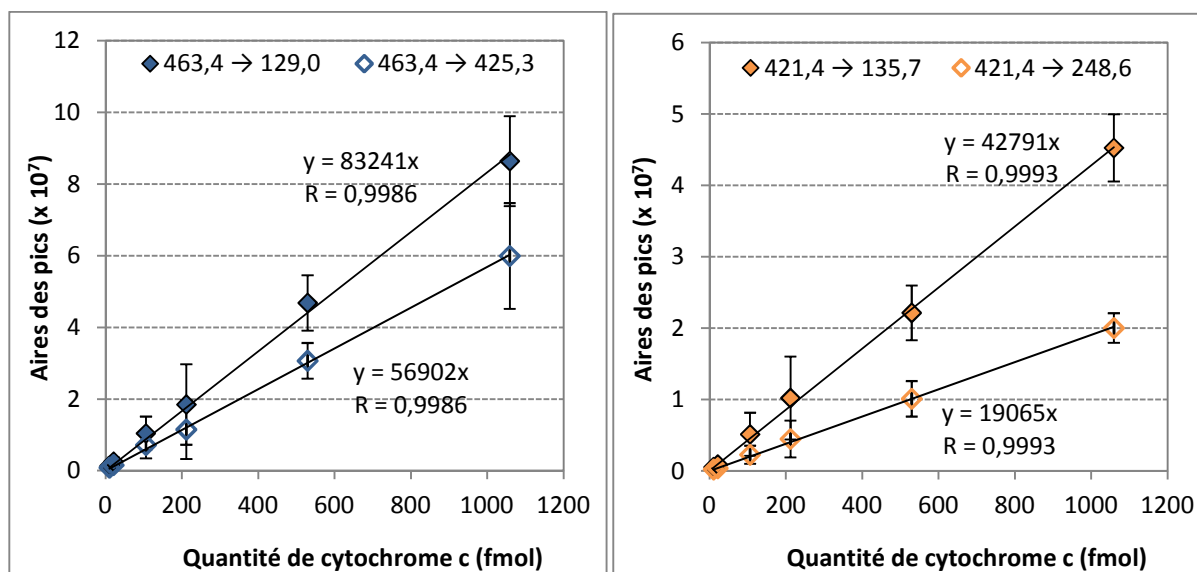 12
10
8
6
4
2
0
Aires des pics (x 10⁷)
463,4 → 129,0 463,4 → 425,3
y = 83241x
R = 0,9986
y = 56902x
R = 0,9986
0 200 400 600 800 1000 1200
Quantité de cytochrome c (fmol)
6
5
4
3
2
1
0
Aires des pics (x 10⁷)
421,4 → 135,7 421,4 → 248,6
y = 42791x
R = 0,9993
y = 19065x
R = 0,9993
0 200 400 600 800 1000 1200
Quantité de cytochrome c (fmol)